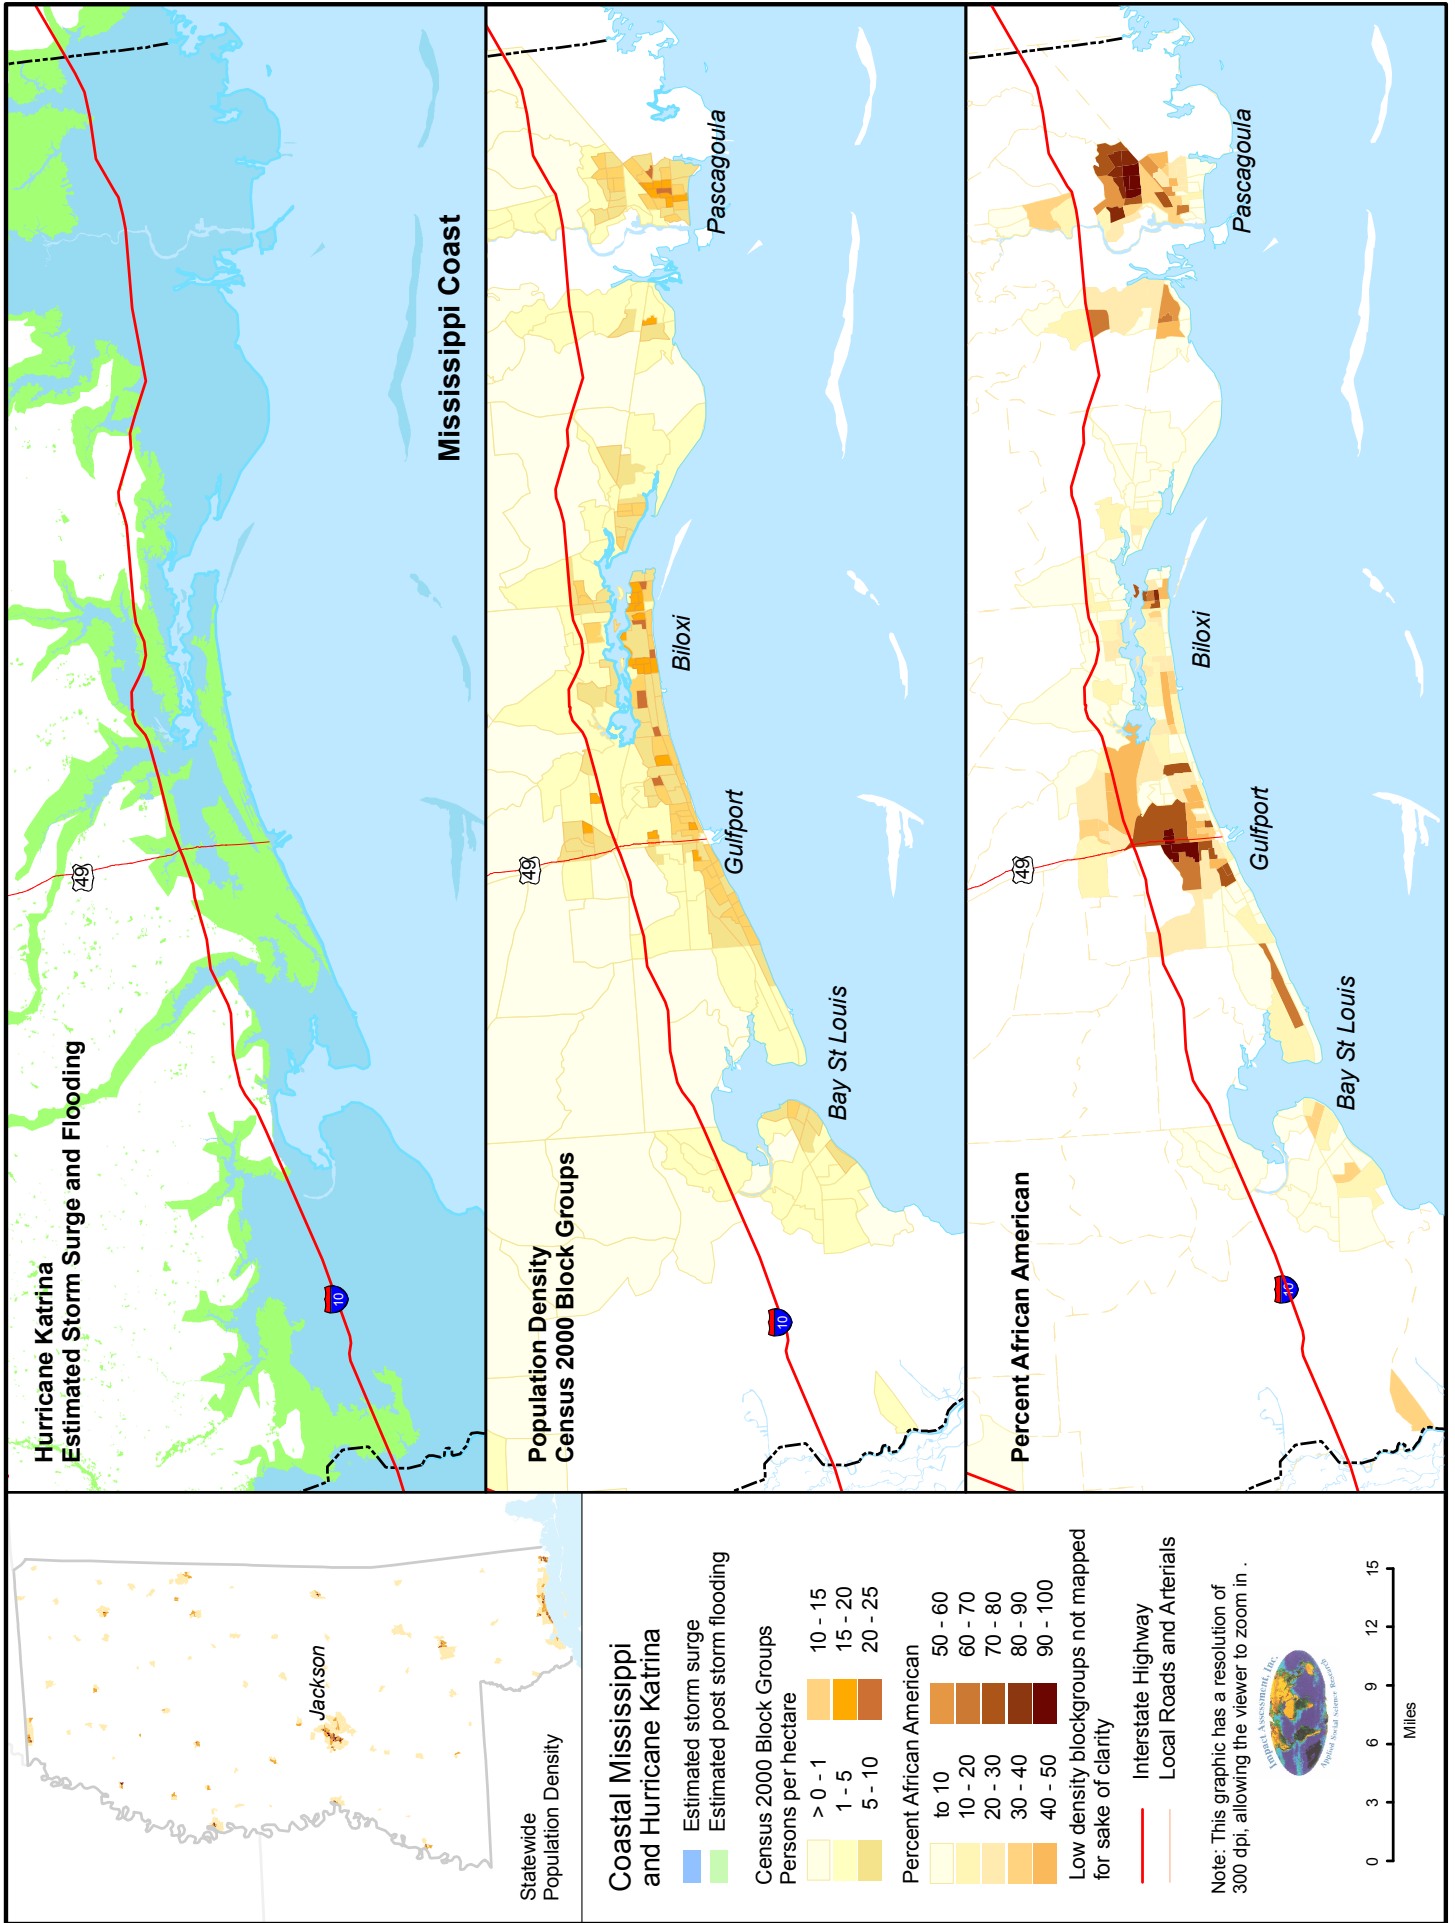 Hurricane Katrina
Estimated Storm Surge and Flooding
49
10
Mississippi Coast
Population Density
Census 2000 Block Groups
49
10
Bay St Louis
Gulfport
Biloxi
Pascagoula
Percent African American
49
10
Bay St Louis
Gulfport
Biloxi
Pascagoula
Jackson
Statewide
Population Density
Coastal Mississippi
and Hurricane Katrina
Estimated storm surge
Estimated post storm flooding
Census 2000 Block Groups
Persons per hectare
> 0 - 1
10 - 15
1 - 5
15 - 20
5 - 10
20 - 25
Percent African American
to 10
50 - 60
10 - 20
60 - 70
20 - 30
70 - 80
30 - 40
80 - 90
40 - 50
90 - 100
Low density blockgroups not mapped
for sake of clarity
Interstate Highway
Local Roads and Arterials
Note: This graphic has a resolution of
300 dpi, allowing the viewer to zoom in .
Impact Assessment, Inc.
Applied Social Science Research
0 3 6 9 12 15
Miles